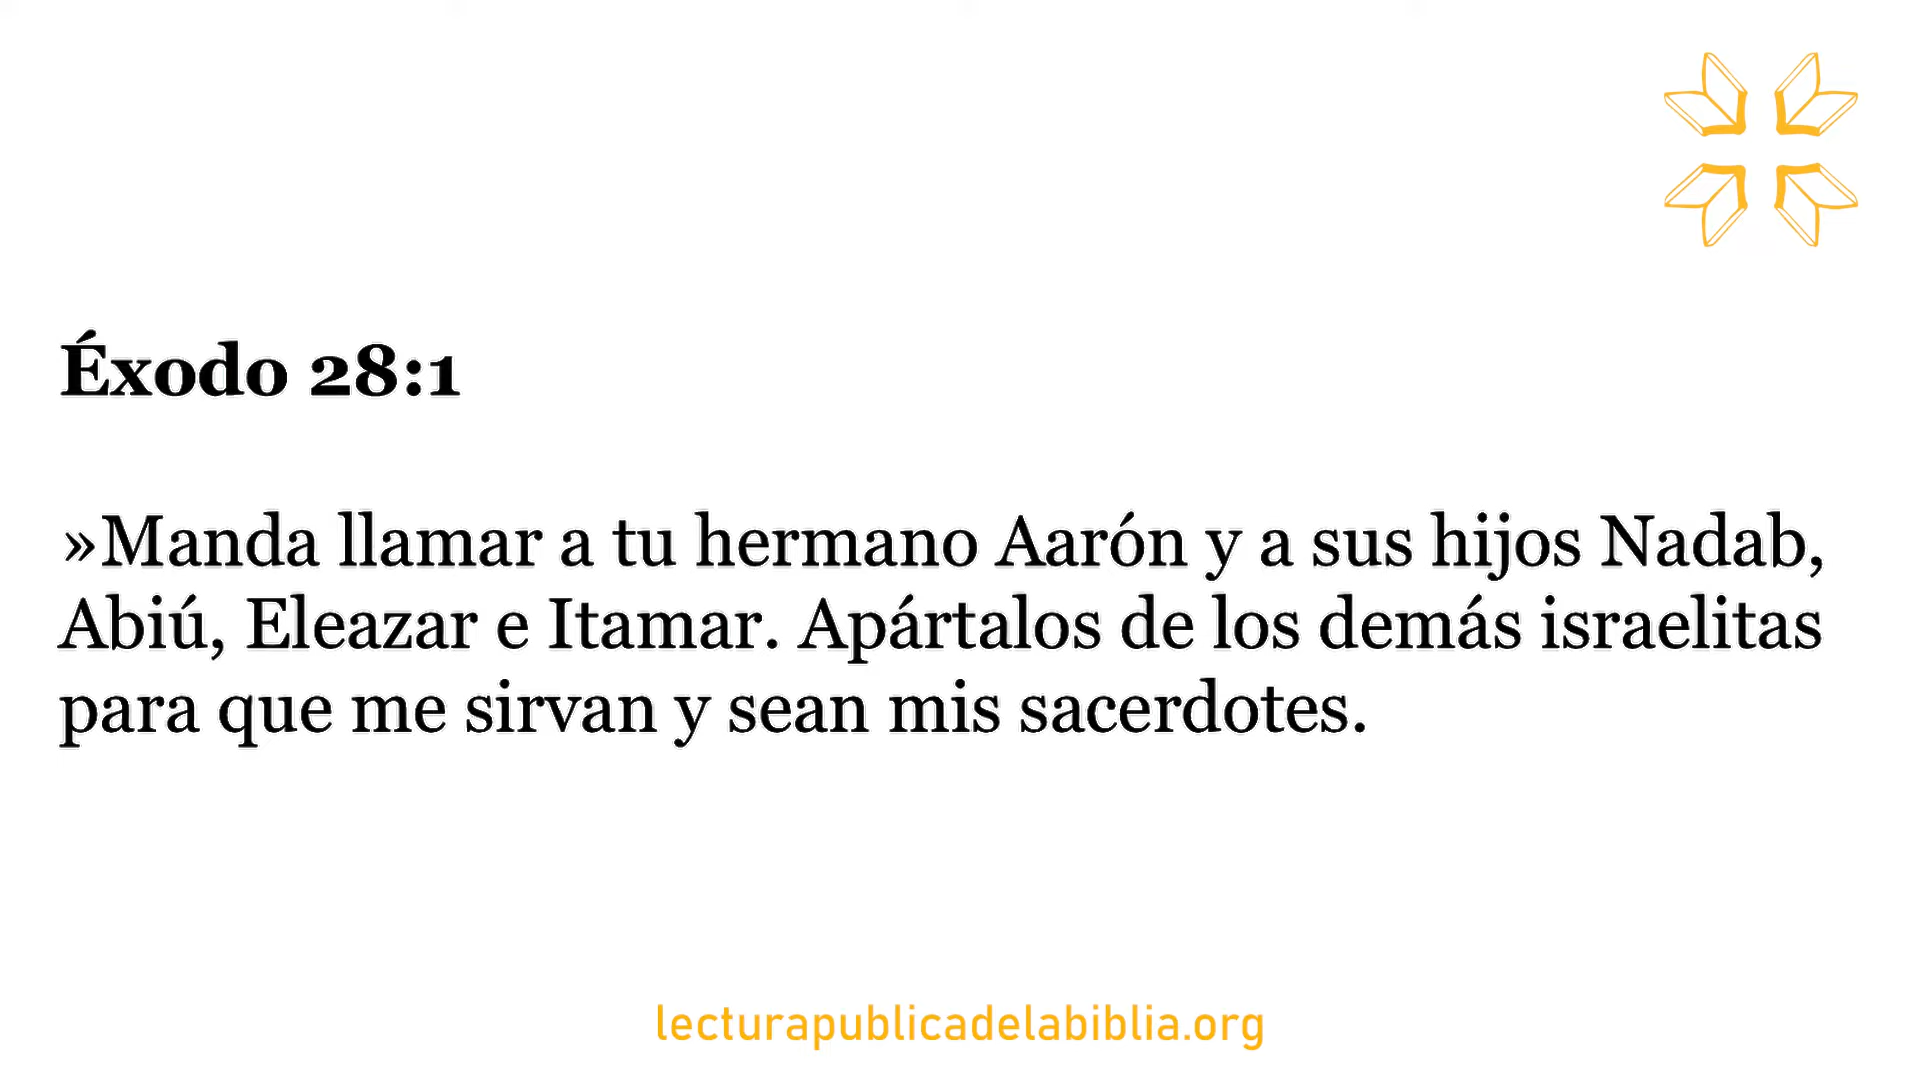 Éxodo 28:1
»Manda llamar a tu hermano Aarón y a sus hijos Nadab,
Abiú, Eleazar e Itamar. Apártalos de los demás israelitas
para que me sirvan y sean mis sacerdotes.
lecturapublicadelabiblia.org